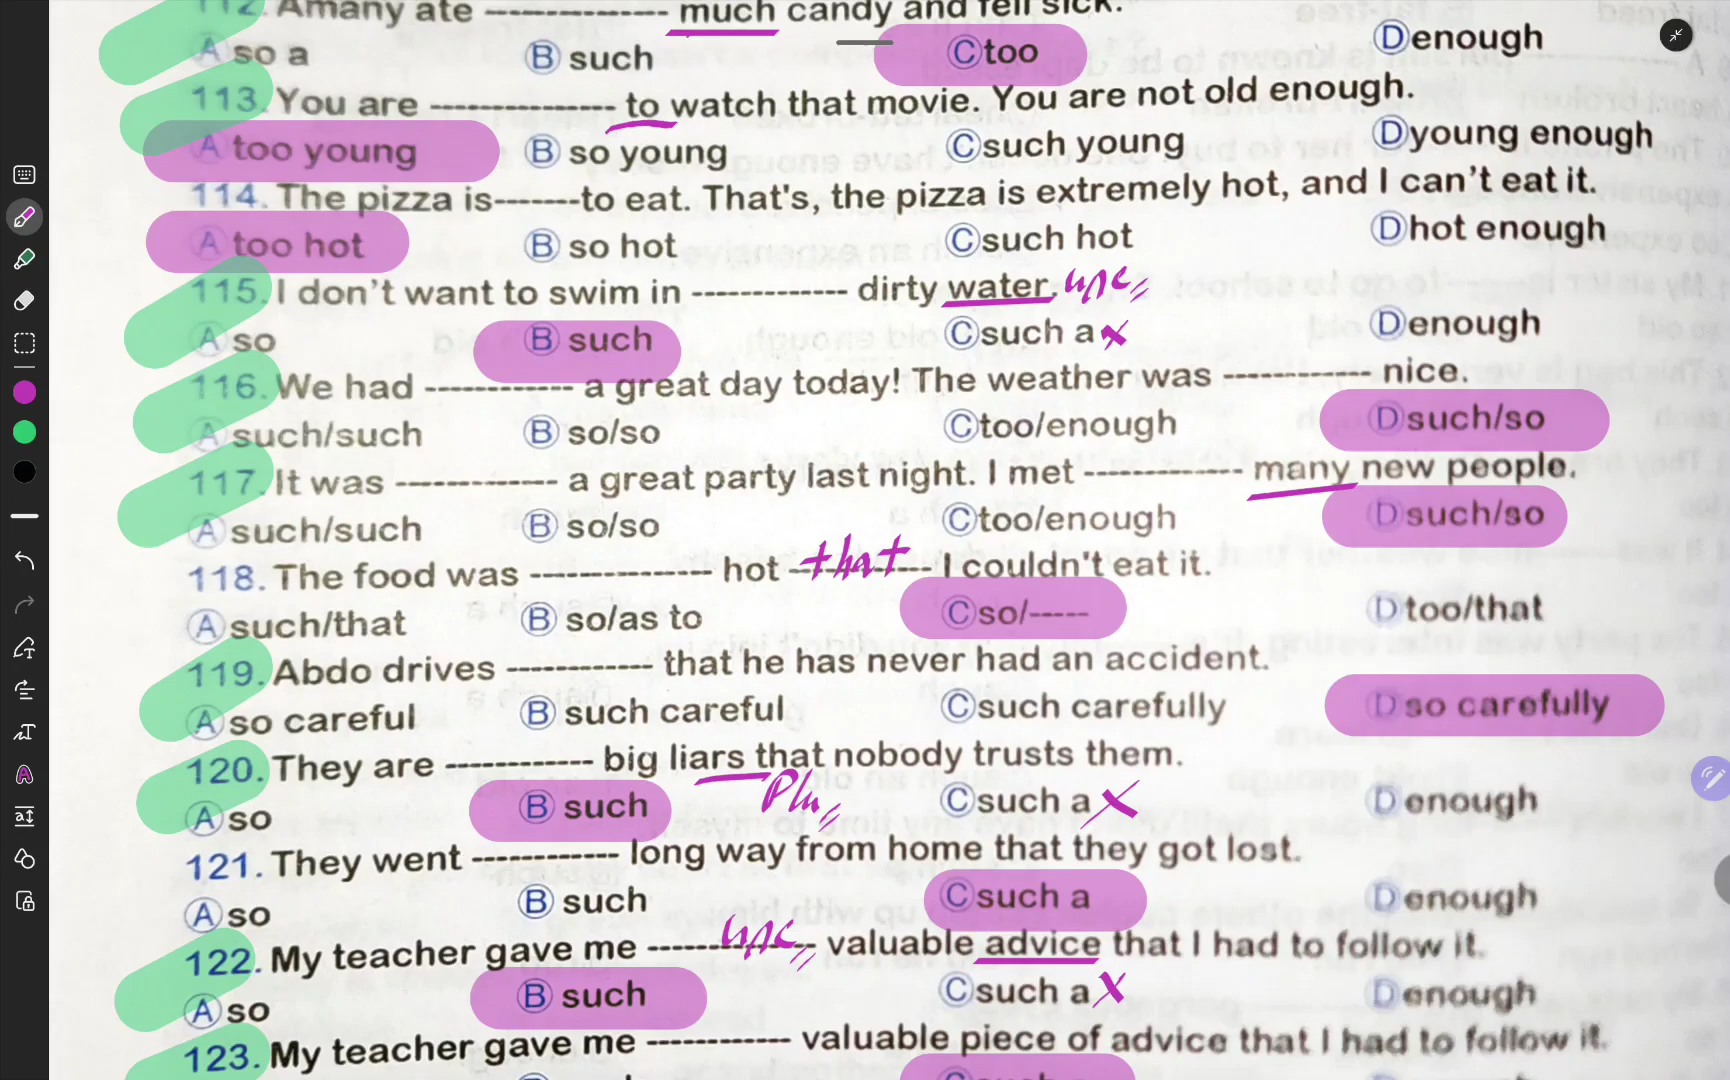 112. Amany ate ------------- much candy and fell sick.
A so a B such C too D enough
113. You are -------------- to watch that movie. You are not old enough.
A too young B so young C such young D young enough
114. The pizza is-------to eat. That's, the pizza is extremely hot, and I can't eat it.
A too hot B so hot C such hot D hot enough
115. I don't want to swim in ------------ dirty water. unc
A so B such C such a x D enough
116. We had ------------ a great day today! The weather was ------------ nice.
A such/such B so/so C too/enough D such/so
117. It was ------------- a great party last night. I met ------------- many new people.
A such/such B so/so C too/enough D such/so
118. The food was -------------- hot that I couldn't eat it.
A such/that B so/as to C so/----- D too/that
119. Abdo drives ------------ that he has never had an accident.
A so careful B such careful C such carefully D so carefully
120. They are ------------ big liars that nobody trusts them.
Plu
A so B such C such a x D enough
121. They went ------------ long way from home that they got lost.
A so B such C such a D enough
122. My teacher gave me ------------- unc valuable advice that I had to follow it.
A so B such C such a x D enough
123. My teacher gave me ------------ valuable piece of advice that I had to follow it.